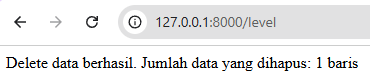 127.0.0.1:8000/level
Delete data berhasil. Jumlah data yang dihapus: 1 baris